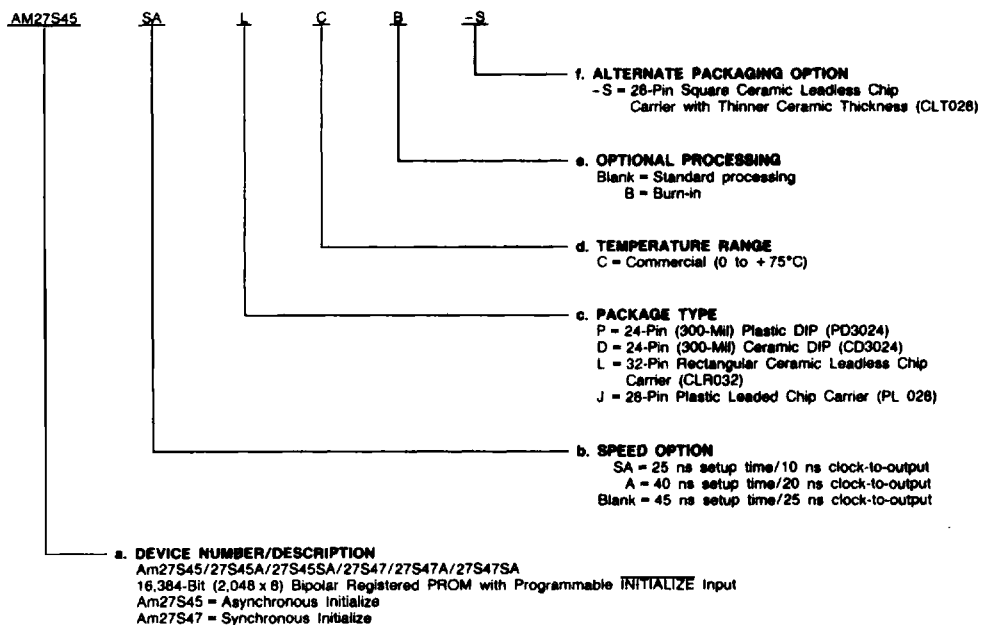 AM27S45 SA L C B -S
f. ALTERNATE PACKAGING OPTION
-S = 28-Pin Square Ceramic Leadless Chip
Carrier with Thinner Ceramic Thickness (CLT028)
e. OPTIONAL PROCESSING
Blank = Standard processing
B = Burn-in
d. TEMPERATURE RANGE
C = Commercial (0 to +75°C)
c. PACKAGE TYPE
P = 24-Pin (300-Mil) Plastic DIP (PD3024)
D = 24-Pin (300-Mil) Ceramic DIP (CD3024)
L = 32-Pin Rectangular Ceramic Leadless Chip
Carrier (CLR032)
J = 28-Pin Plastic Leaded Chip Carrier (PL 028)
b. SPEED OPTION
SA = 25 ns setup time/10 ns clock-to-output
A = 40 ns setup time/20 ns clock-to-output
Blank = 45 ns setup time/25 ns clock-to-output
a. DEVICE NUMBER/DESCRIPTION
Am27S45/27S45A/27S45SA/27S47/27S47A/27S47SA
16,384-Bit (2,048 x 8) Bipolar Registered PROM with Programmable INITIALIZE Input
Am27S45 = Asynchronous Initialize
Am27S47 = Synchronous Initialize